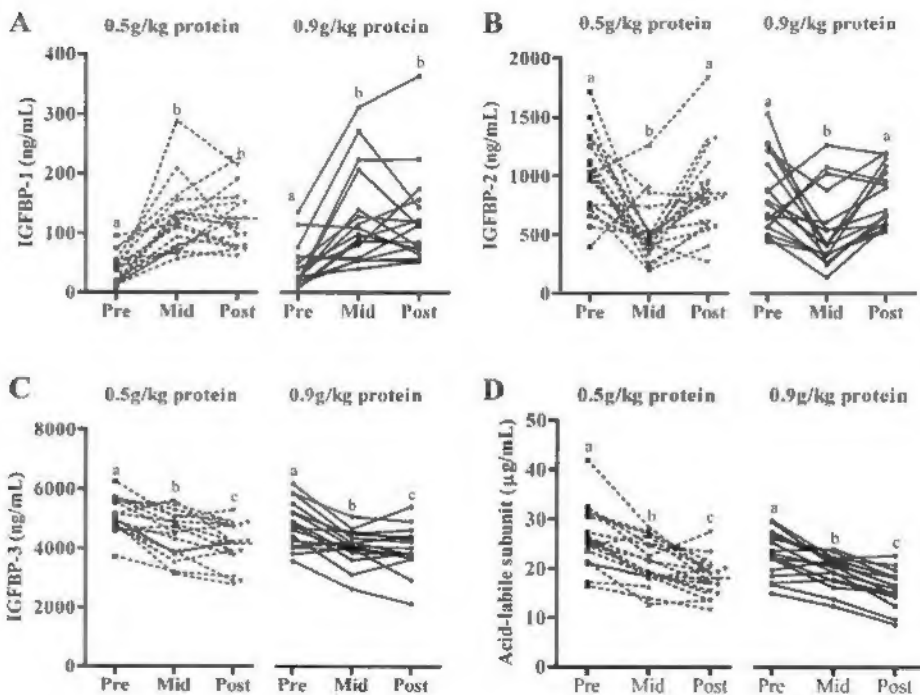 A 0.5g/kg protein 0.9g/kg protein
IGFBP-1 (ng/mL)
400
300
200
100
0
a b b a b b
Pre Mid Post Pre Mid Post
B 0.5g/kg protein 0.9g/kg protein
IGFBP-2 (ng/mL)
2000
1500
1000
500
0
a b a a b a
Pre Mid Post Pre Mid Post
C 0.5g/kg protein 0.9g/kg protein
IGFBP-3 (ng/mL)
8000
6000
4000
2000
0
a b c a b c
Pre Mid Post Pre Mid Post
D 0.5g/kg protein 0.9g/kg protein
Acid-labile subunit (µg/mL)
50
40
30
20
10
0
a b c a b c
Pre Mid Post Pre Mid Post